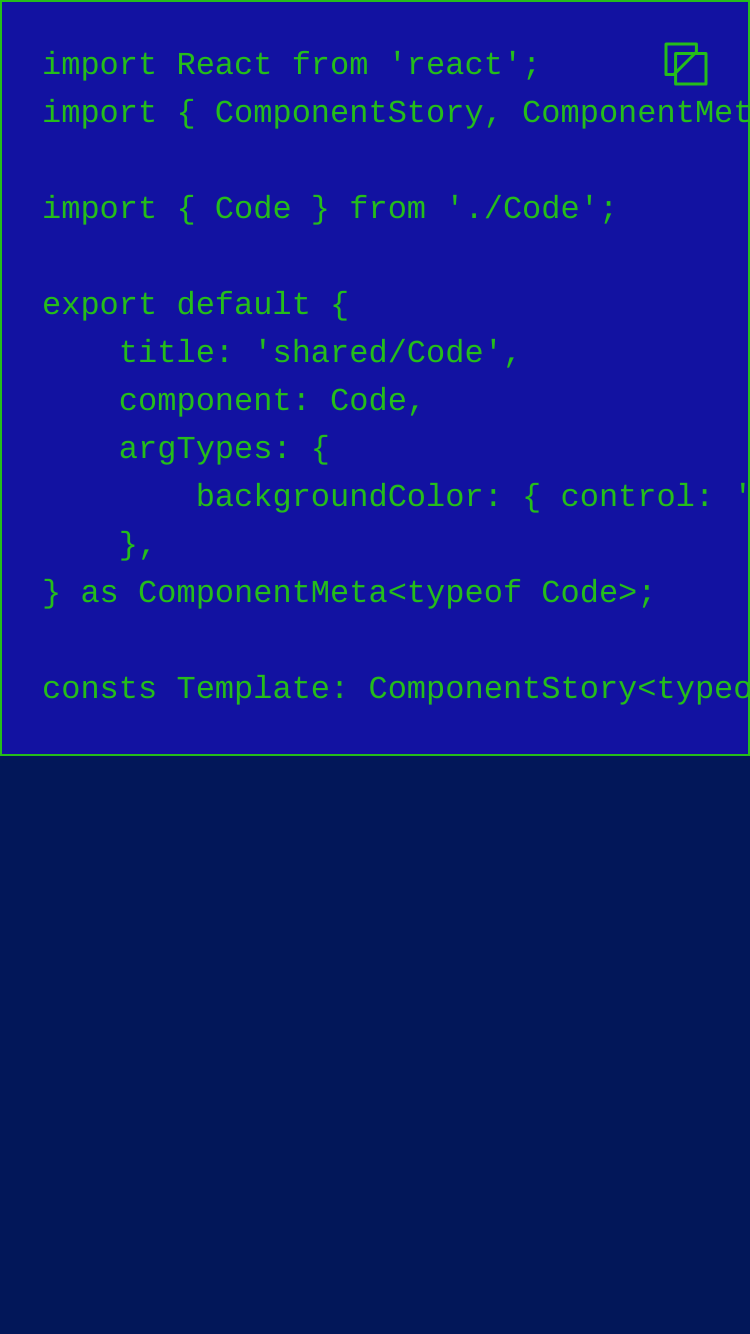 import React from 'react';
import { ComponentStory, ComponentMet
import { Code } from './Code';
export default {
    title: 'shared/Code',
    component: Code,
    argTypes: {
        backgroundColor: { control: '
    },
} as ComponentMeta<typeof Code>;
consts Template: ComponentStory<typeo